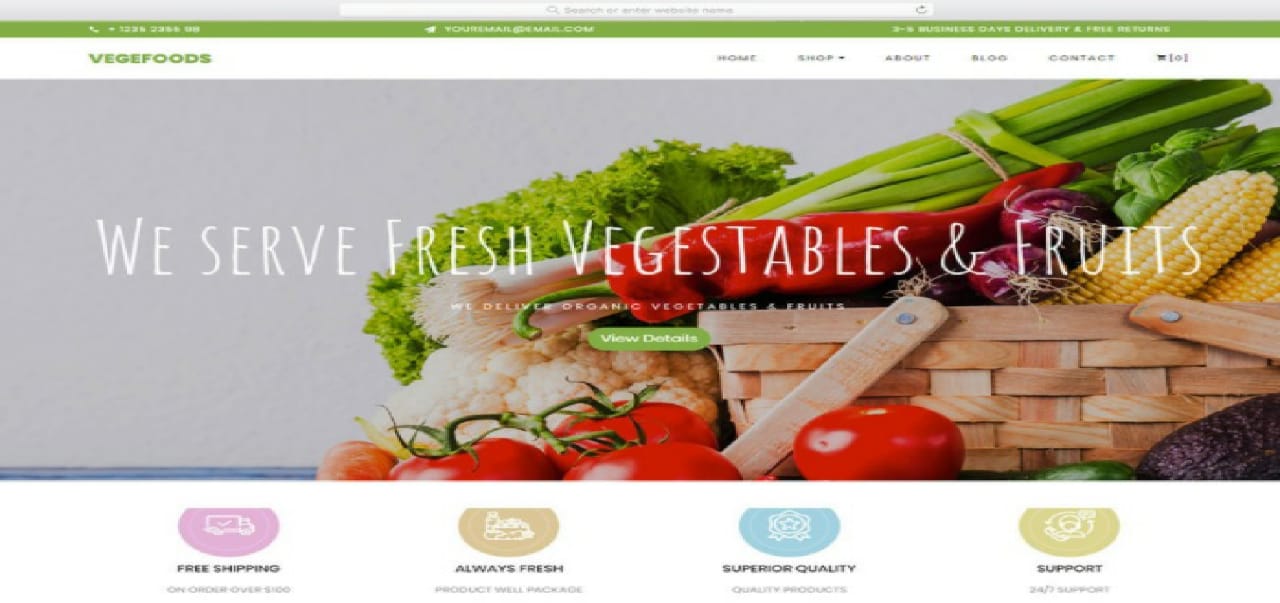 Search or enter website name
+ 1235 2355 98 YOUREMAIL@EMAIL.COM 3-5 BUSINESS DAYS DELIVERY & FREE RETURNS
VEGEFOODS HOME SHOP ABOUT BLOG CONTACT [0]
WE SERVE FRESH VEGESTABLES & FRUITS
WE DELIVER ORGANIC VEGETABLES & FRUITS
View Details
FREE SHIPPING ALWAYS FRESH SUPERIOR QUALITY SUPPORT
ON ORDER OVER $100 PRODUCT WELL PACKAGE QUALITY PRODUCTS 24/7 SUPPORT